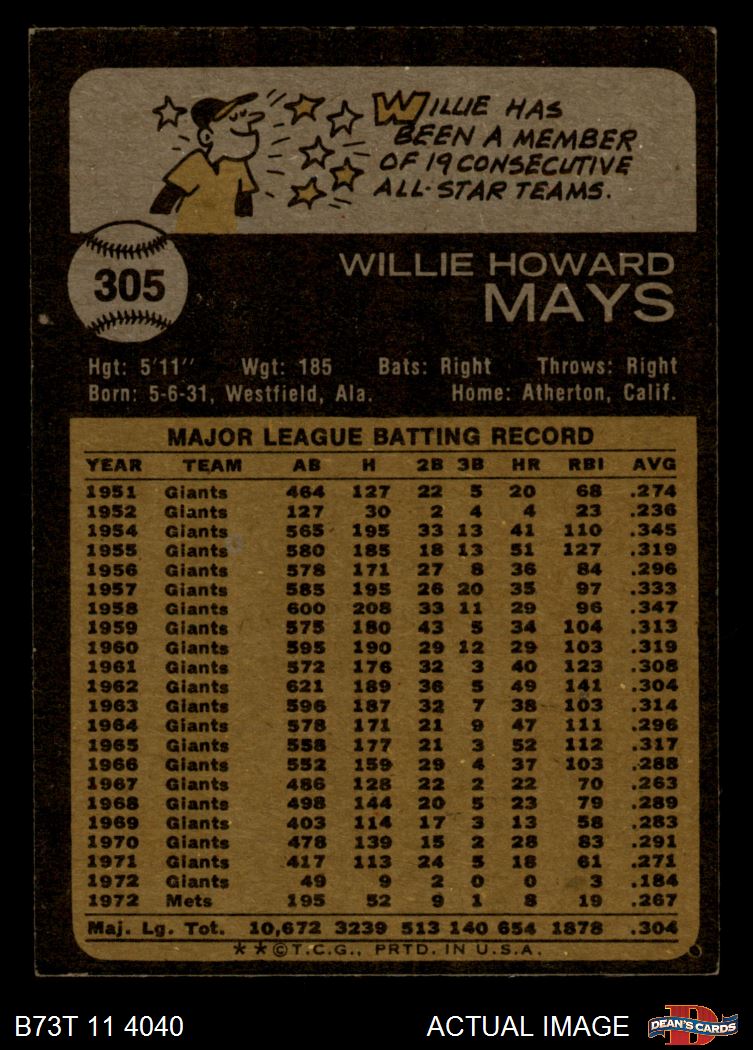 WILLIE HAS
BEEN A MEMBER
OF 19 CONSECUTIVE
ALL-STAR TEAMS.
305
WILLIE HOWARD
MAYS
Hgt: 5'11" Wgt: 185 Bats: Right Throws: Right
Born: 5-6-31, Westfield, Ala. Home: Atherton, Calif.
MAJOR LEAGUE BATTING RECORD
YEAR TEAM AB H 2B 3B HR RBI AVG
1951 Giants 464 127 22 5 20 68 .274
1952 Giants 127 30 2 4 4 23 .236
1954 Giants 565 195 33 13 41 110 .345
1955 Giants 580 185 18 13 51 127 .319
1956 Giants 578 171 27 8 36 84 .296
1957 Giants 585 195 26 20 35 97 .333
1958 Giants 600 208 33 11 29 96 .347
1959 Giants 575 180 43 5 34 104 .313
1960 Giants 595 190 29 12 29 103 .319
1961 Giants 572 176 32 3 40 123 .308
1962 Giants 621 189 36 5 49 141 .304
1963 Giants 596 187 32 7 38 103 .314
1964 Giants 578 171 21 9 47 111 .296
1965 Giants 558 177 21 3 52 112 .317
1966 Giants 552 159 29 4 37 103 .288
1967 Giants 486 128 22 2 22 70 .263
1968 Giants 498 144 20 5 23 79 .289
1969 Giants 403 114 17 3 13 58 .283
1970 Giants 478 139 15 2 28 83 .291
1971 Giants 417 113 24 5 18 61 .271
1972 Giants 49 9 2 0 0 3 .184
1972 Mets 195 52 9 1 8 19 .267
Maj. Lg. Tot. 10,672 3239 513 140 654 1878 .304
**©T.C.G., PRTD. IN U.S.A.
B73T 11 4040 ACTUAL IMAGE D DEAN'S CARDS